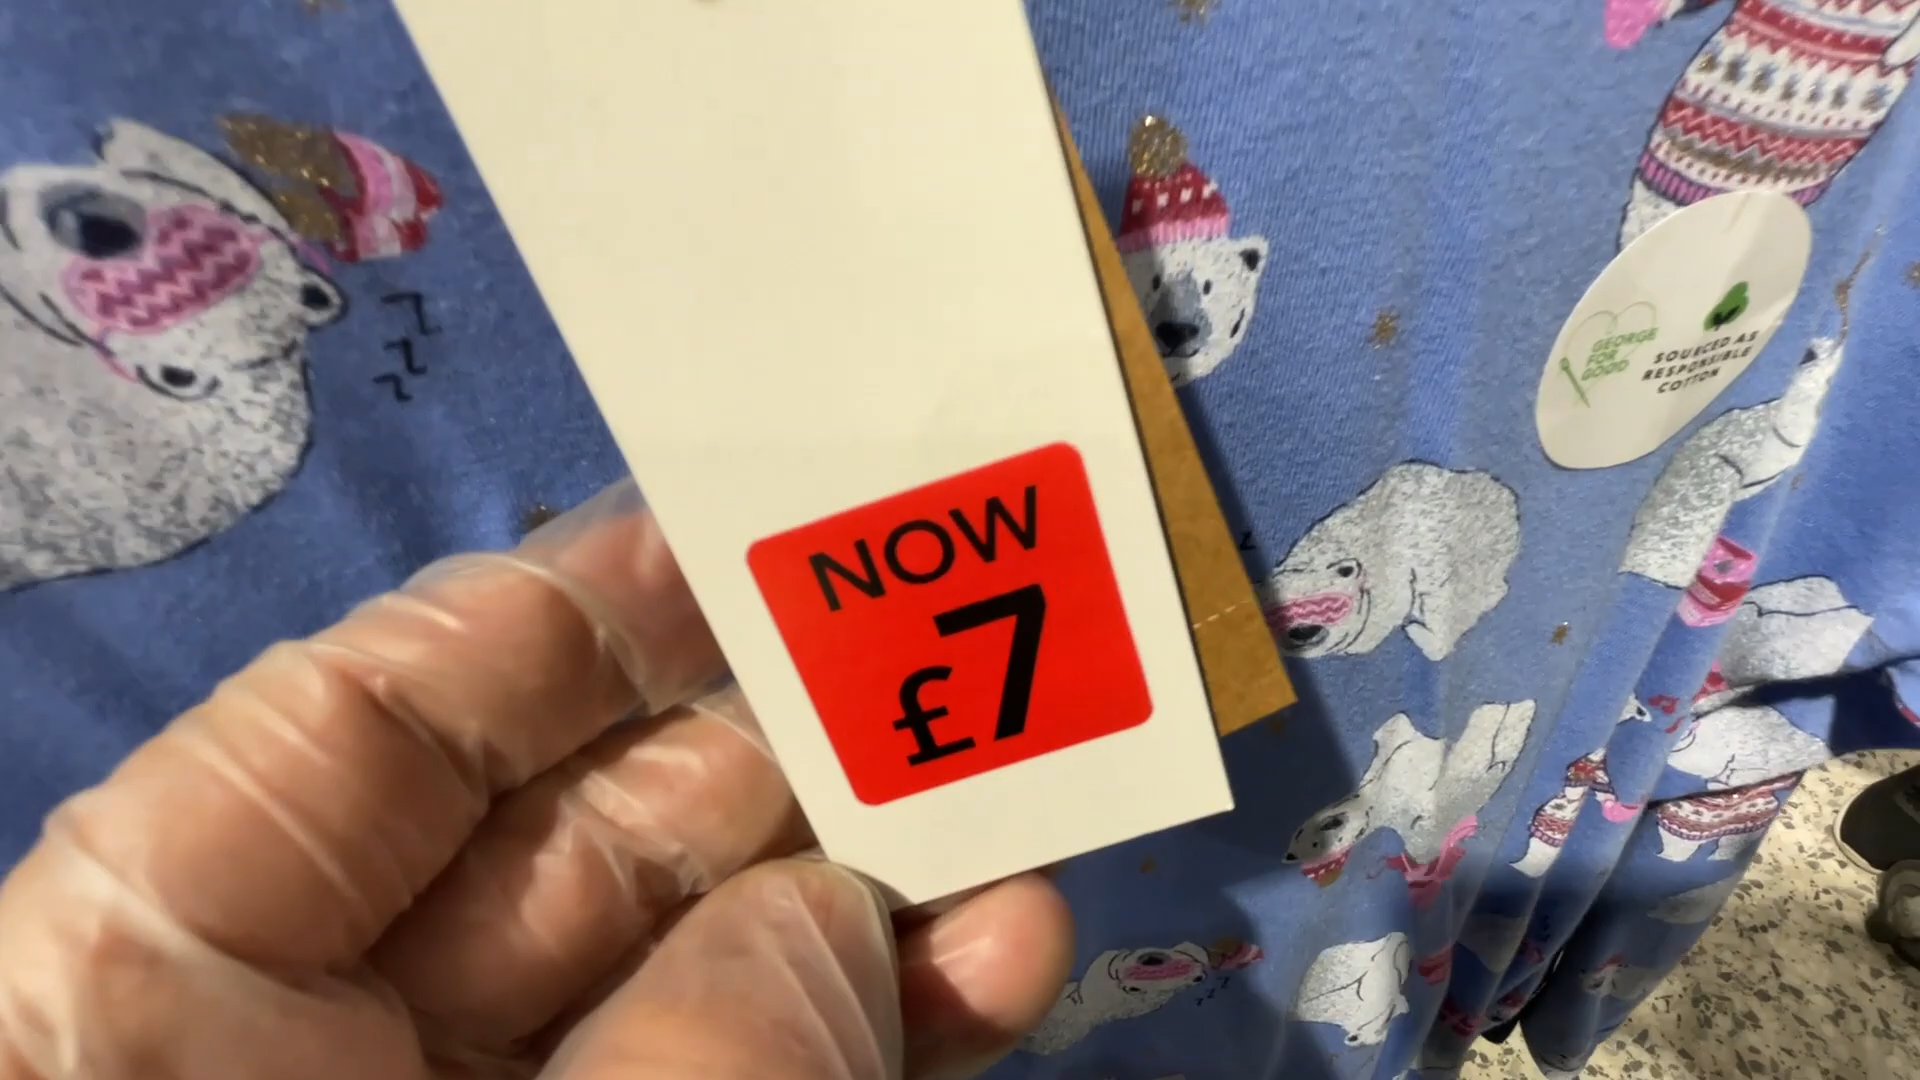 NOW
£7
GEORGE
FOR
GOOD
SOURCED AS
RESPONSIBLE
COTTON
z
z
z